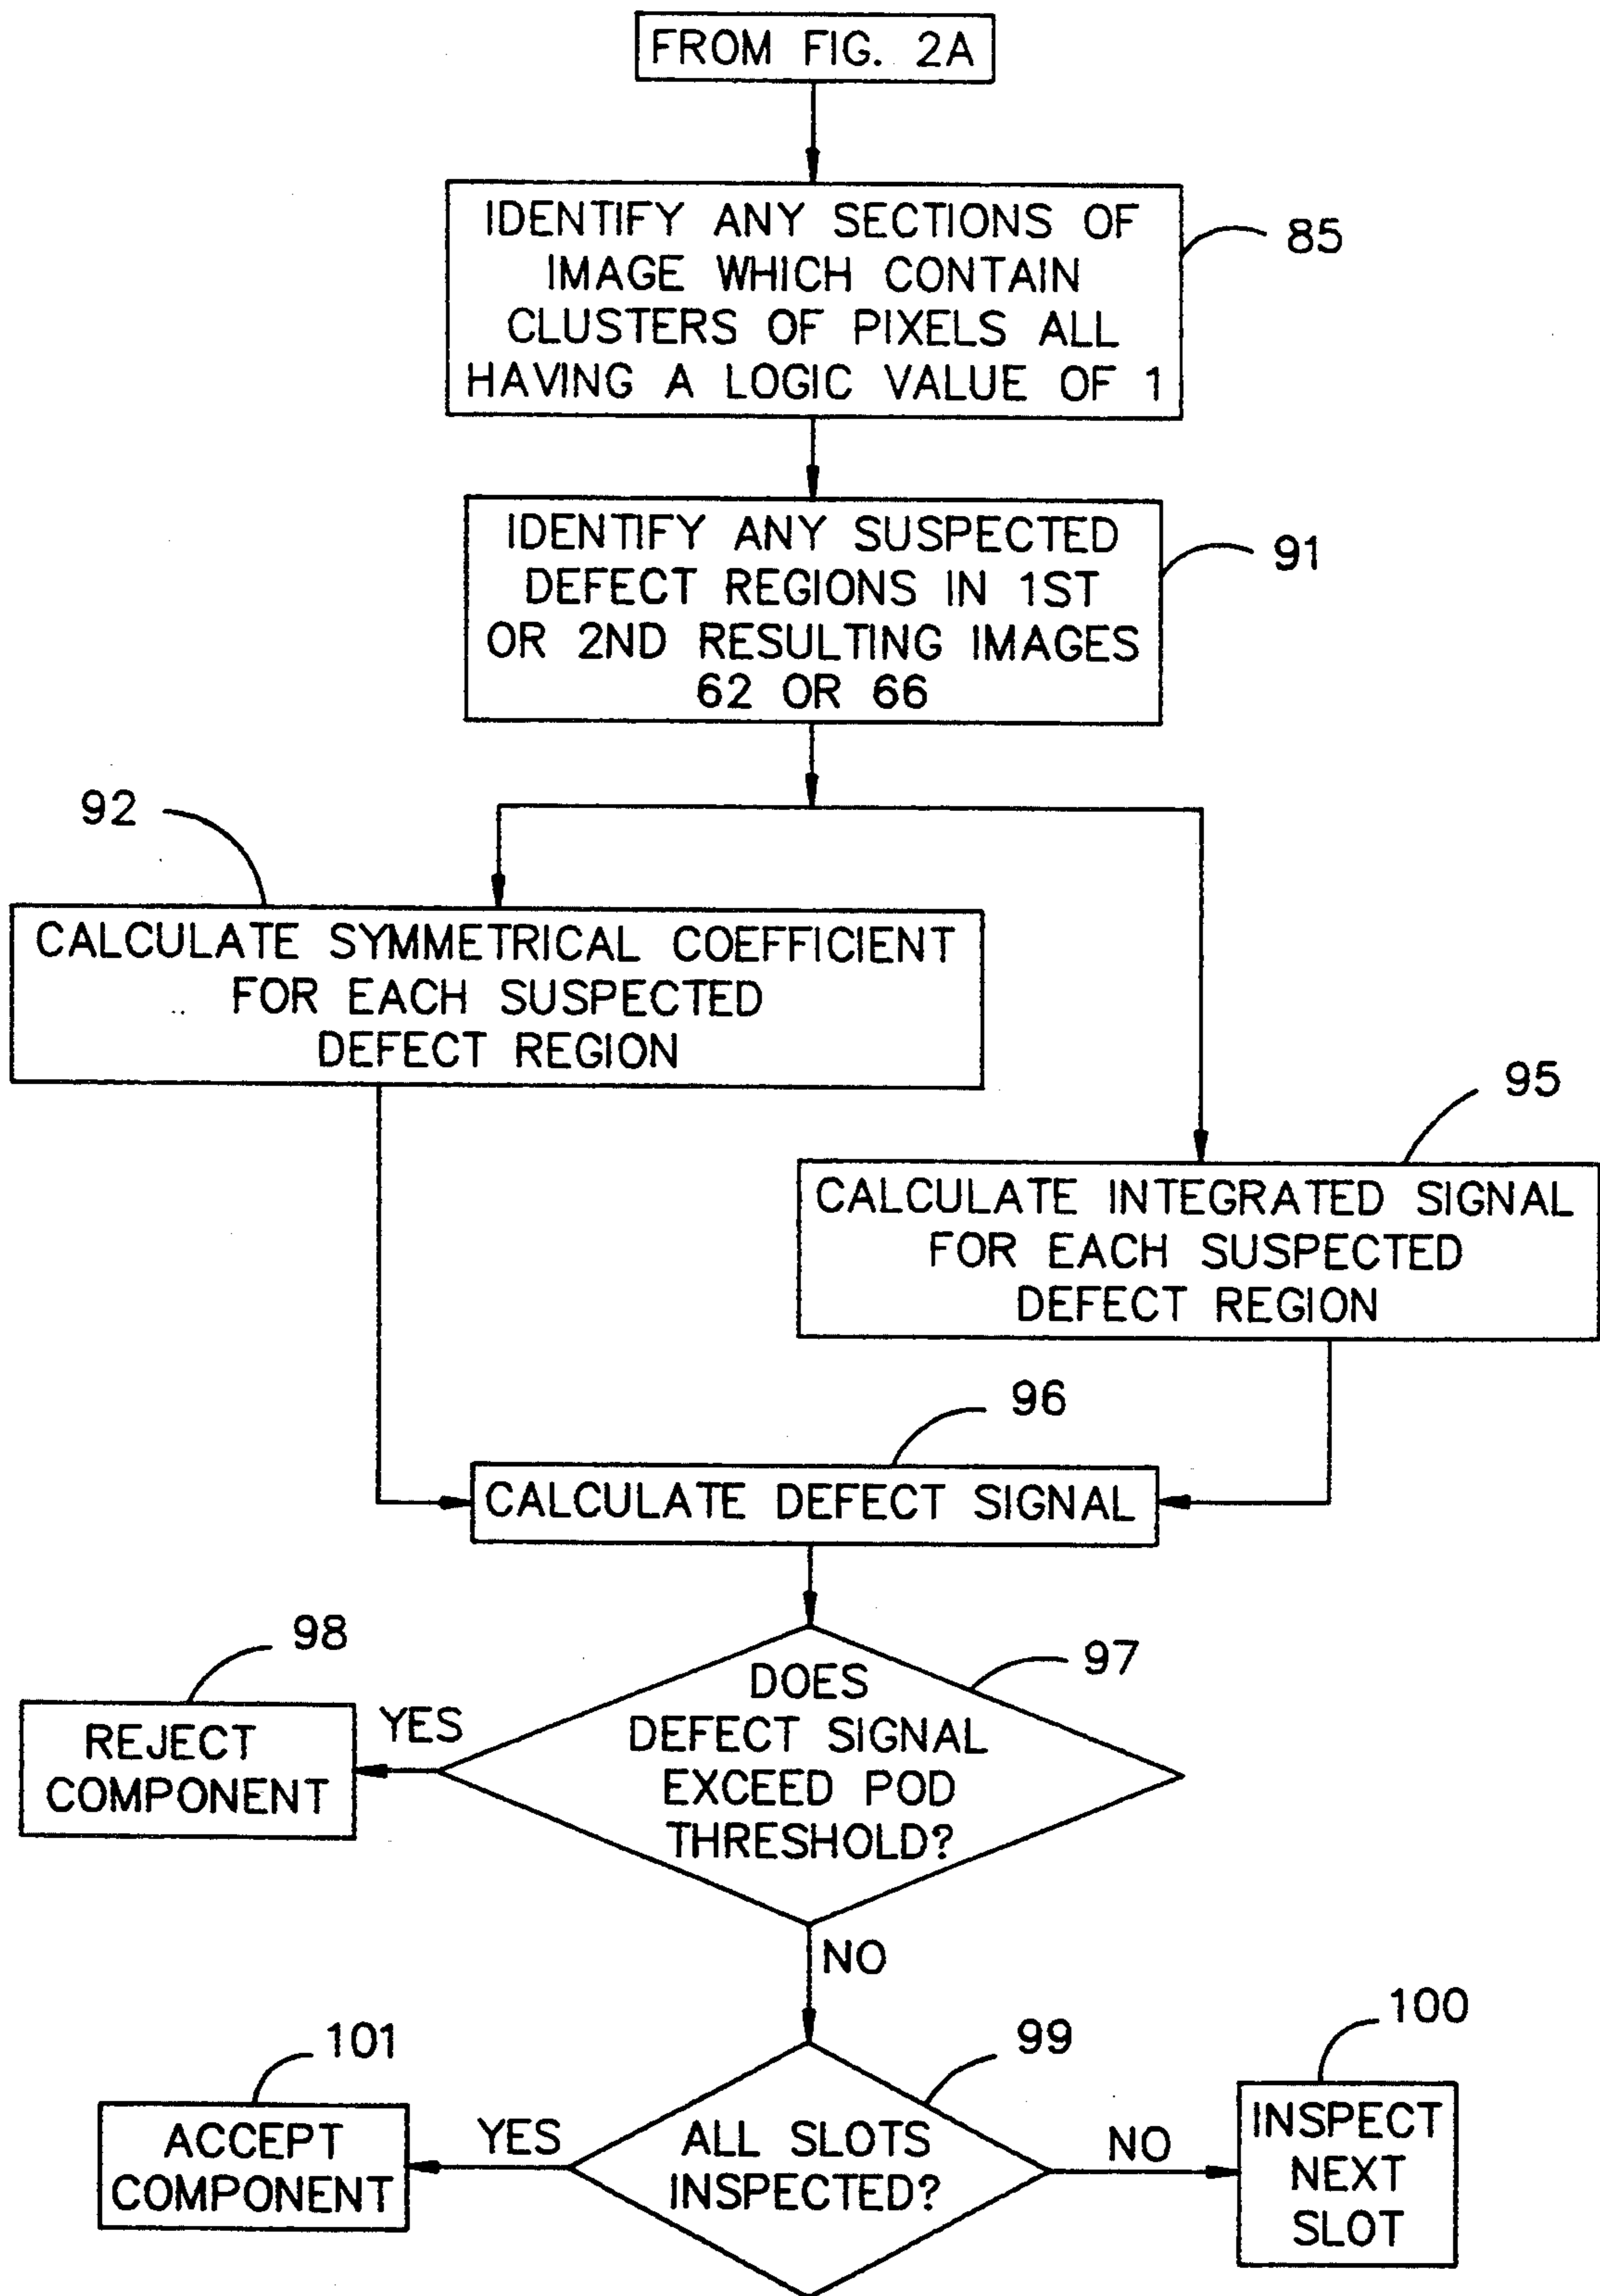 FROM FIG. 2A
IDENTIFY ANY SECTIONS OF
IMAGE WHICH CONTAIN
CLUSTERS OF PIXELS ALL
HAVING A LOGIC VALUE OF 1
85
IDENTIFY ANY SUSPECTED
DEFECT REGIONS IN 1ST
OR 2ND RESULTING IMAGES
62 OR 66
91
92
CALCULATE SYMMETRICAL COEFFICIENT
FOR EACH SUSPECTED
DEFECT REGION
95
CALCULATE INTEGRATED SIGNAL
FOR EACH SUSPECTED
DEFECT REGION
96
CALCULATE DEFECT SIGNAL
97
DOES
DEFECT SIGNAL
EXCEED POD
THRESHOLD?
YES
98
REJECT
COMPONENT
NO
99
ALL SLOTS
INSPECTED?
YES
101
ACCEPT
COMPONENT
NO
100
INSPECT
NEXT
SLOT